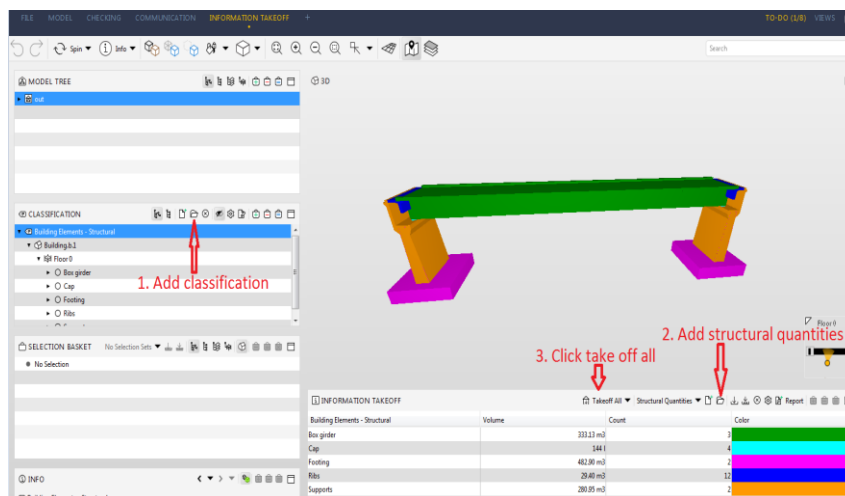 FILE MODEL CHECKING COMMUNICATION INFORMATION TAKEOFF + TO-DO (1/8) VIEWS
Spin Info Search
MODEL TREE
3D
out
CLASSIFICATION
Building Elements - Structural
Building.b.1
Floor 0
Box girder
Cap
Footing
Ribs
1. Add classification
SELECTION BASKET No Selection Sets
No Selection
Floor 0
2. Add structural quantities
3. Click take off all
INFORMATION TAKEOFF Takeoff All Structural Quantities Report
Building Elements - Structural Volume Count Color
Box girder 333.13 m3 3
Cap 144 l 4
Footing 482.90 m3 2
Ribs 29.40 m3 12
Supports 280.95 m3 2
INFO